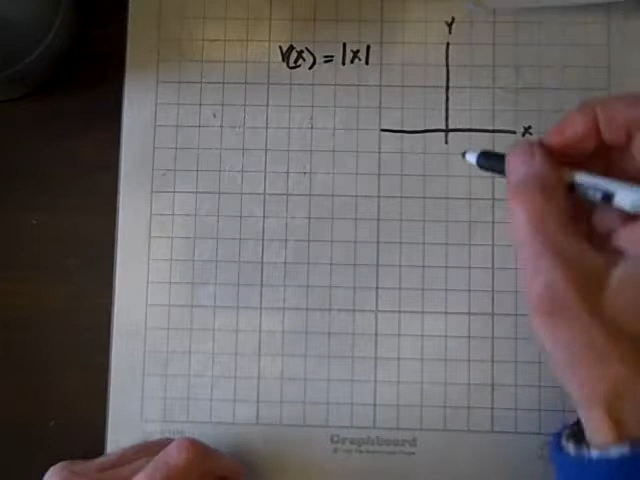 Y
Y(x) = |x|
x
Graphboard